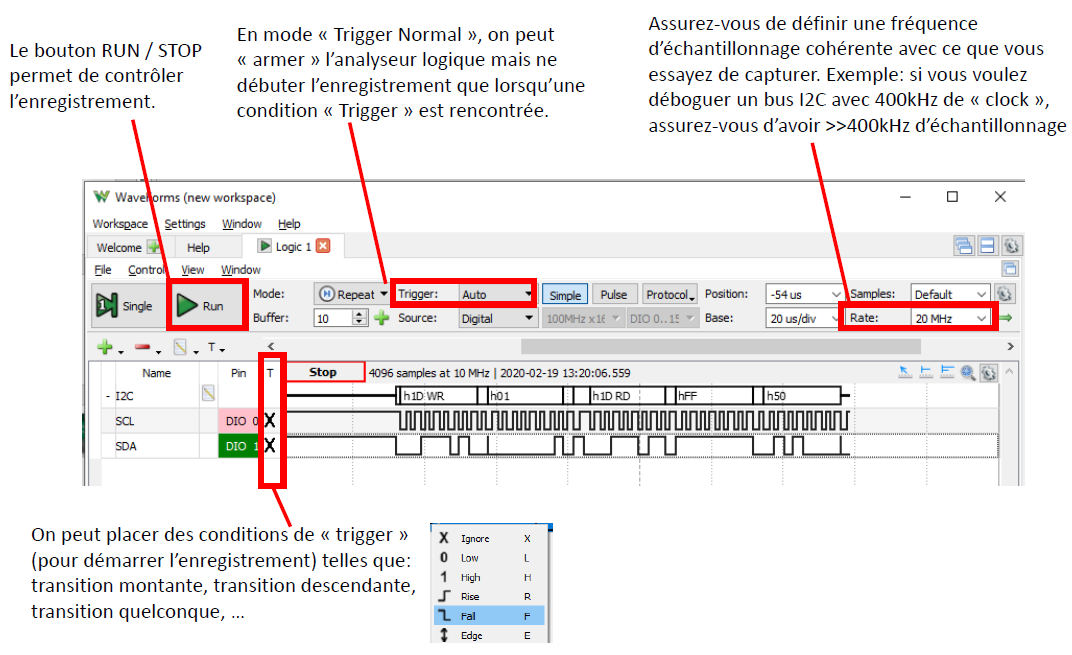 Le bouton RUN / STOP
permet de contrôler
l’enregistrement.
En mode « Trigger Normal », on peut
« armer » l’analyseur logique mais ne
débuter l’enregistrement que lorsqu’une
condition « Trigger » est rencontrée.
Assurez-vous de définir une fréquence
d’échantillonnage cohérente avec ce que vous
essayez de capturer. Exemple: si vous voulez
déboguer un bus I2C avec 400kHz de « clock »,
assurez-vous d’avoir >>400kHz d’échantillonnage
WaveForms (new workspace)
Workspace Settings Window Help
Welcome Help Logic 1
File Control View Window
Single Run Mode: Repeat Trigger: Auto Simple Pulse Protocol Position: -54 us Samples: Default
Buffer: 10 Source: Digital 100MHz x16 DIO 0..15 Base: 20 us/div Rate: 20 MHz
T
Name Pin T Stop 4096 samples at 10 MHz | 2020-02-19 13:20:06.559
- I2C h1D WR h01 h1D RD hFF h50
SCL DIO 0 X
SDA DIO 1 X
On peut placer des conditions de « trigger »
(pour démarrer l’enregistrement) telles que:
transition montante, transition descendante,
transition quelconque, …
X Ignore X
0 Low L
1 High H
Rise R
Fall F
Edge E